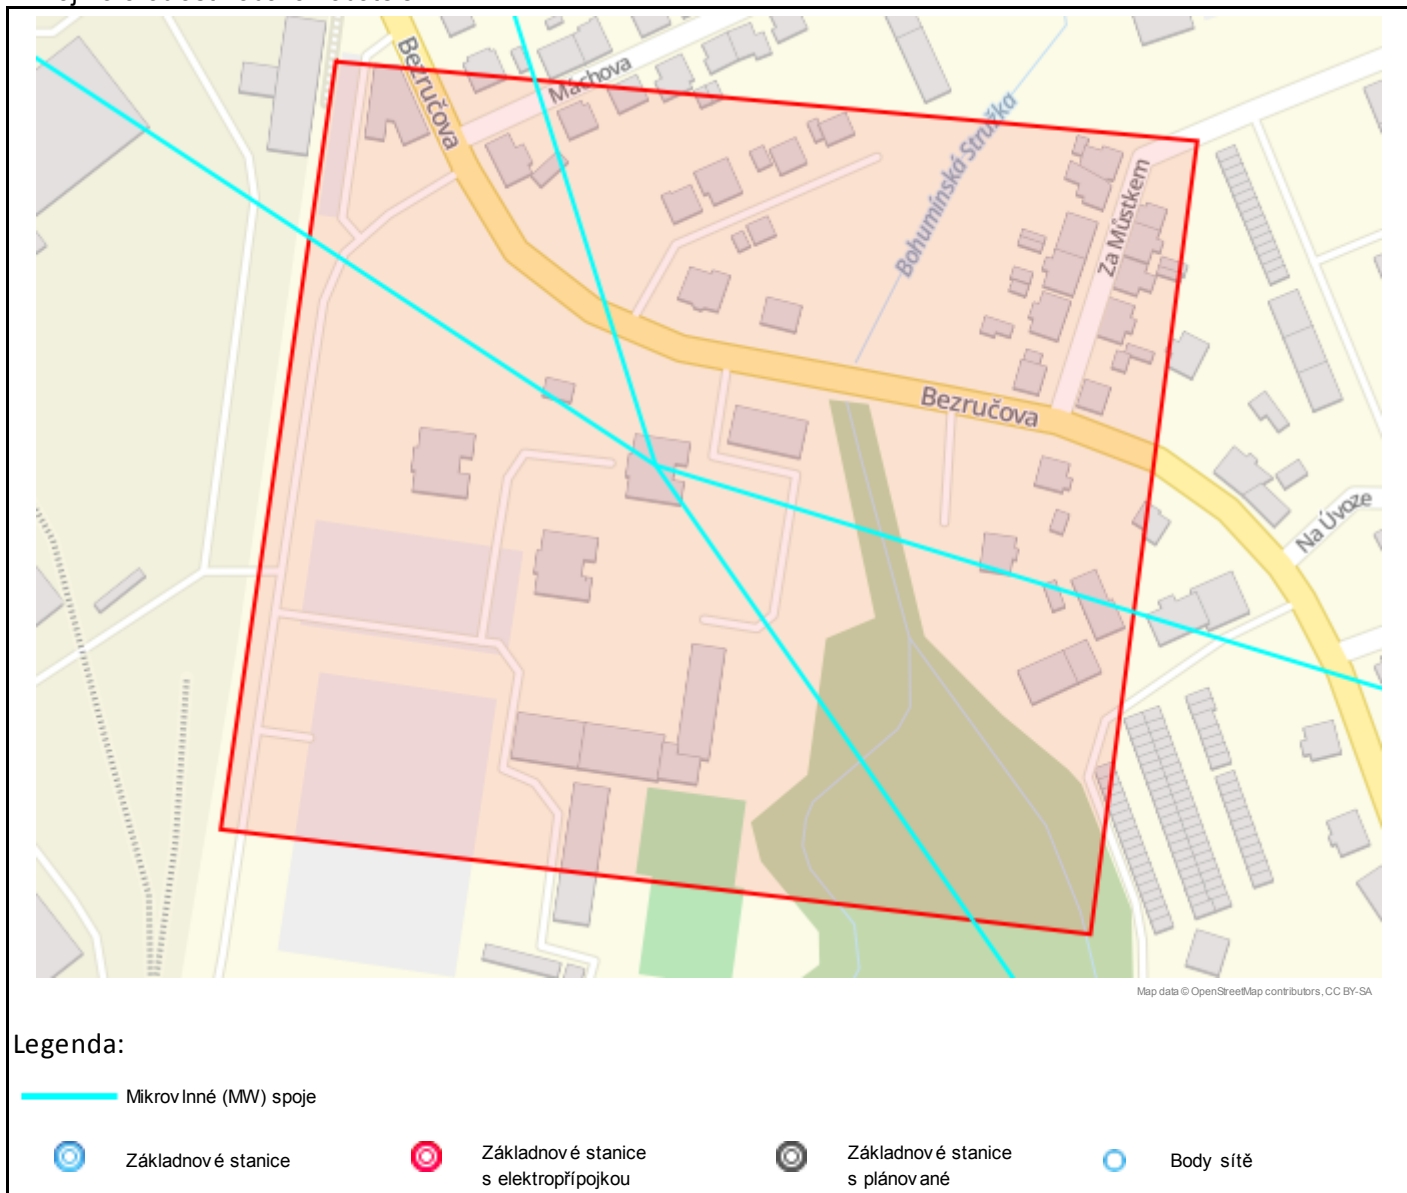 Bezručova
Máchova
Bohumínská Stružka
Za Můstkem
Bezručova
Na Úvoze
Map data © OpenStreetMap contributors, CC BY-SA
Legenda:
Mikrovlnné (MW) spoje
Základnové stanice
Základnové stanice
s elektropřípojkou
Základnové stanice
s plánované
Body sítě